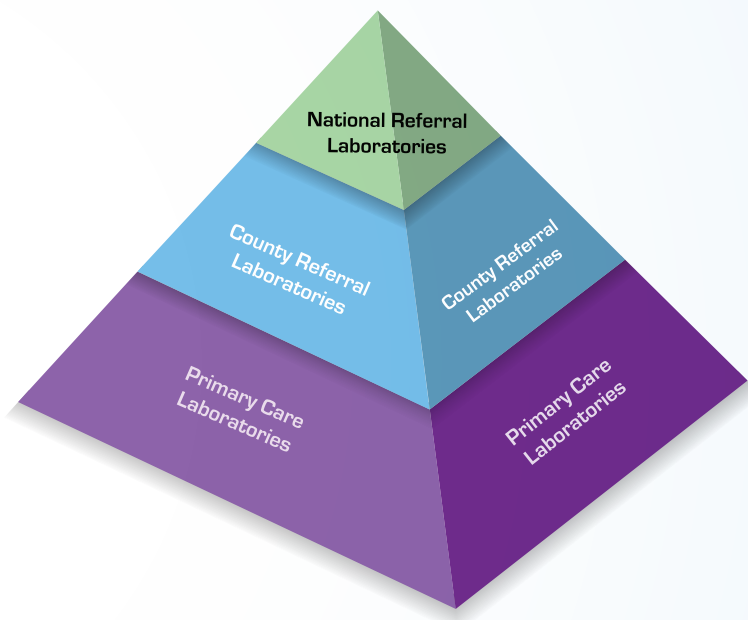 National Referral
Laboratories
County Referral
Laboratories
County Referral
Laboratories
Primary Care
Laboratories
Primary Care
Laboratories